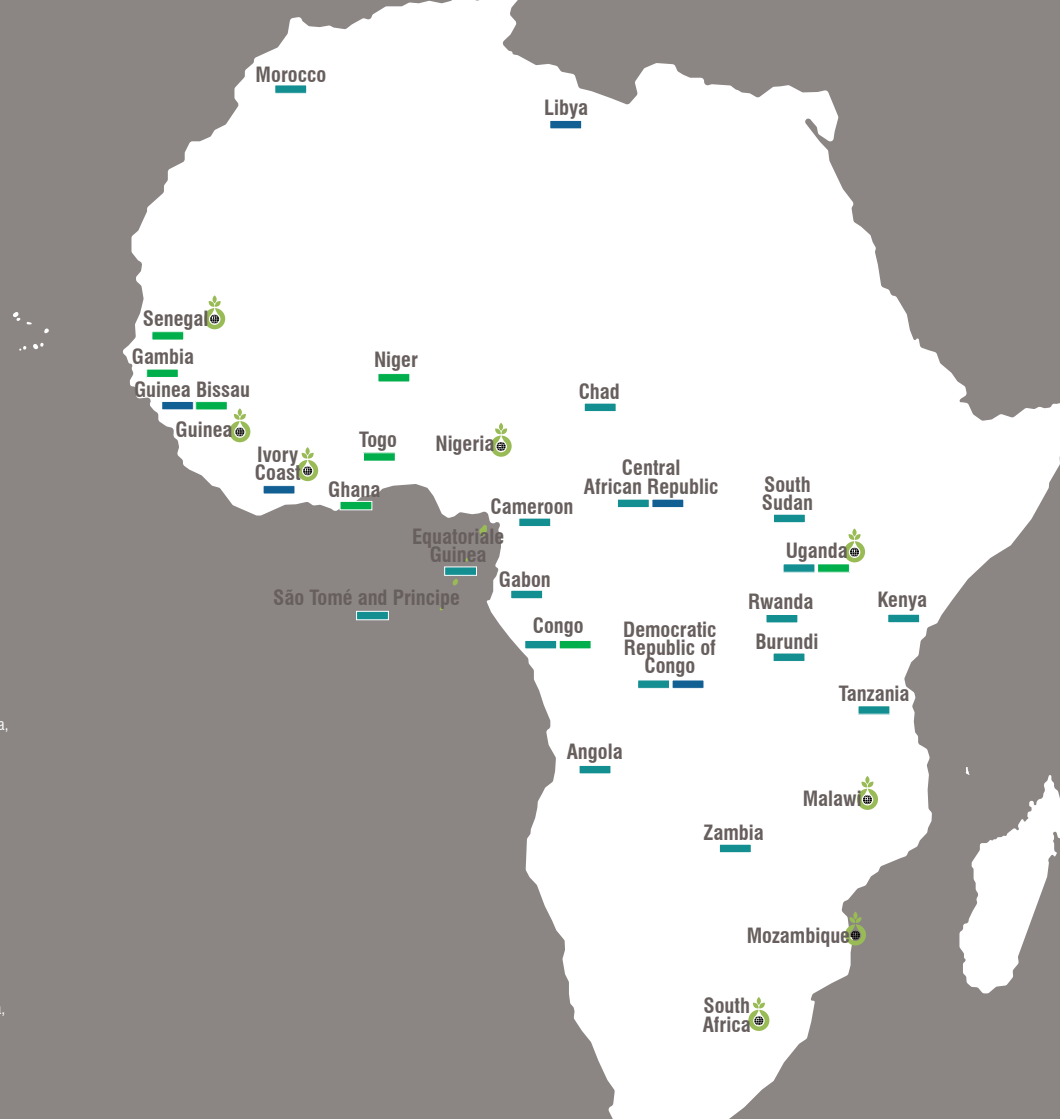 Morocco
Libya
Senegal
Gambia
Niger
Chad
Guinea Bissau
Guinea
Togo
Nigeria
Ivory
Coast
Ghana
Central
African Republic
South
Sudan
Cameroon
Equatoriale
Guinea
Uganda
Gabon
São Tomé and Principe
Rwanda
Kenya
Congo
Democratic
Republic of
Congo
Burundi
Tanzania
a,
Angola
Malawi
Zambia
Mozambique
South
Africa